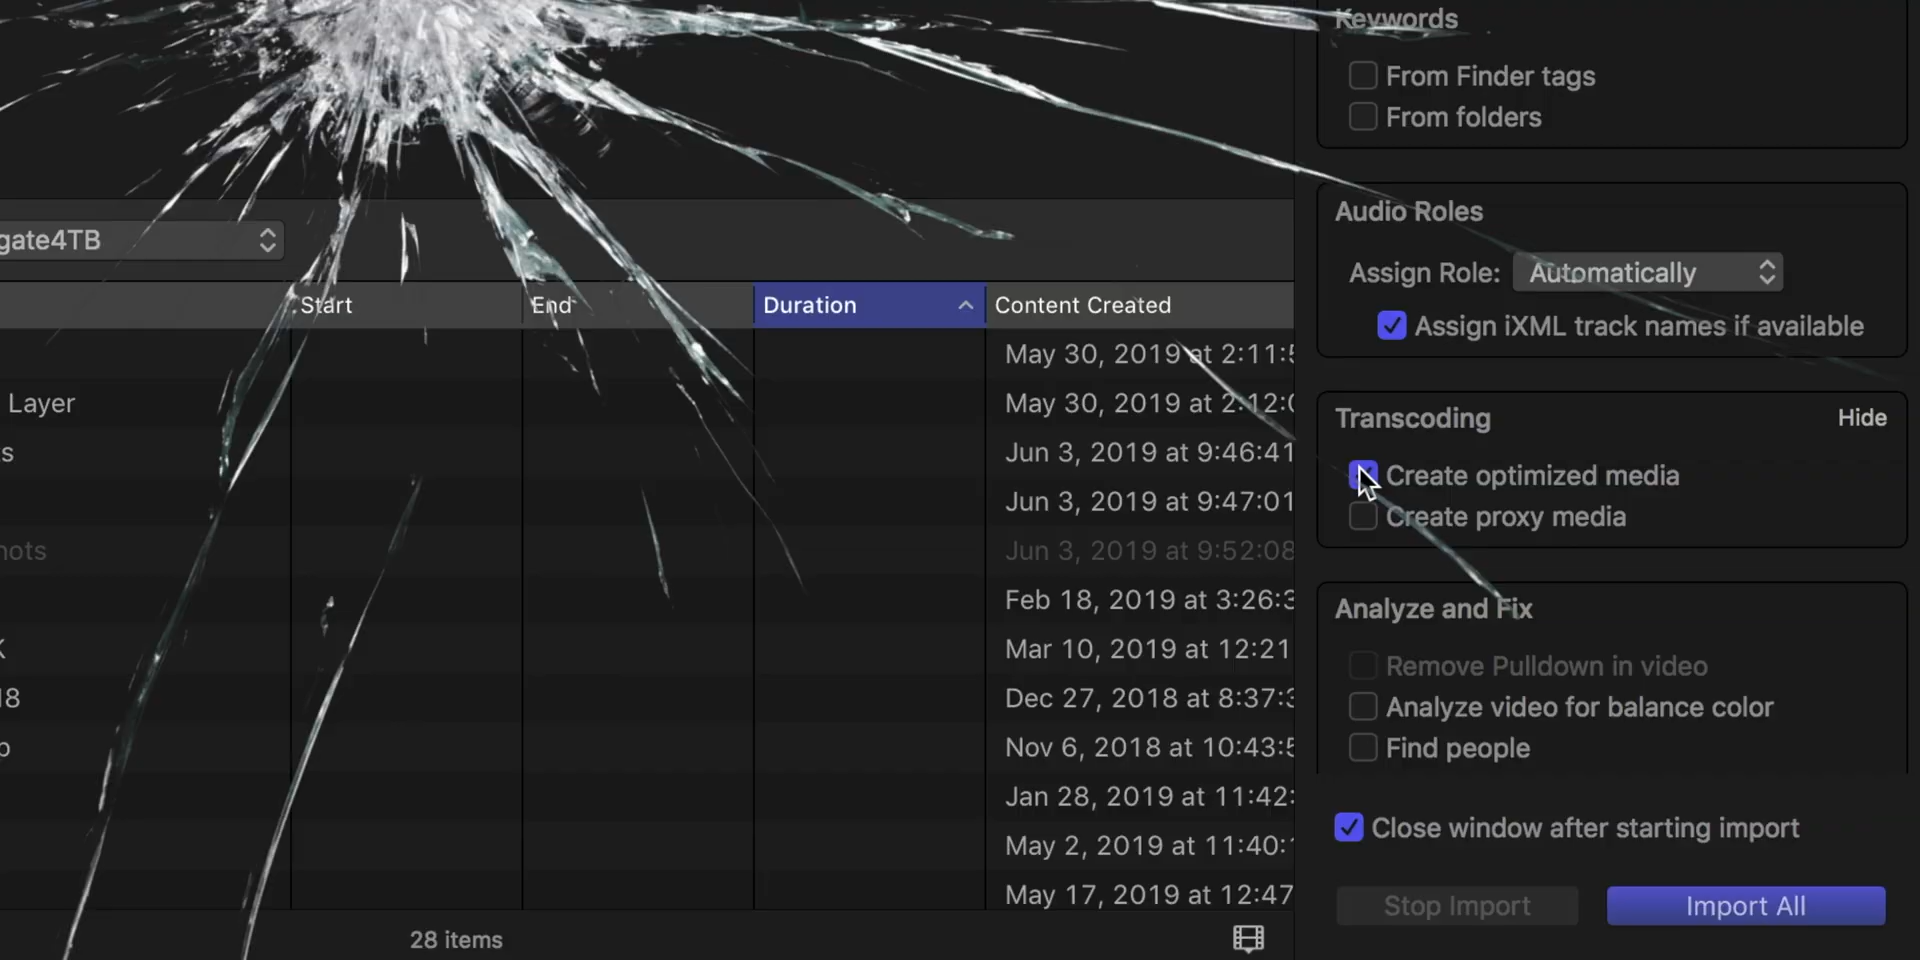 Keywords
From Finder tags
From folders
Audio Roles
Assign Role: Automatically
Assign iXML track names if available
Transcoding Hide
Create optimized media
Create proxy media
Analyze and Fix
Remove Pulldown in video
Analyze video for balance color
Find people
Close window after starting import
Stop Import Import All
gate4TB
Start End Duration Content Created
May 30, 2019 at 2:11:5
Layer May 30, 2019 at 2:12:0
s Jun 3, 2019 at 9:46:41
Jun 3, 2019 at 9:47:01
nots Jun 3, 2019 at 9:52:08
Feb 18, 2019 at 3:26:3
K Mar 10, 2019 at 12:21
18 Dec 27, 2018 at 8:37:3
p Nov 6, 2018 at 10:43:5
Jan 28, 2019 at 11:42:
May 2, 2019 at 11:40:
May 17, 2019 at 12:47
28 items